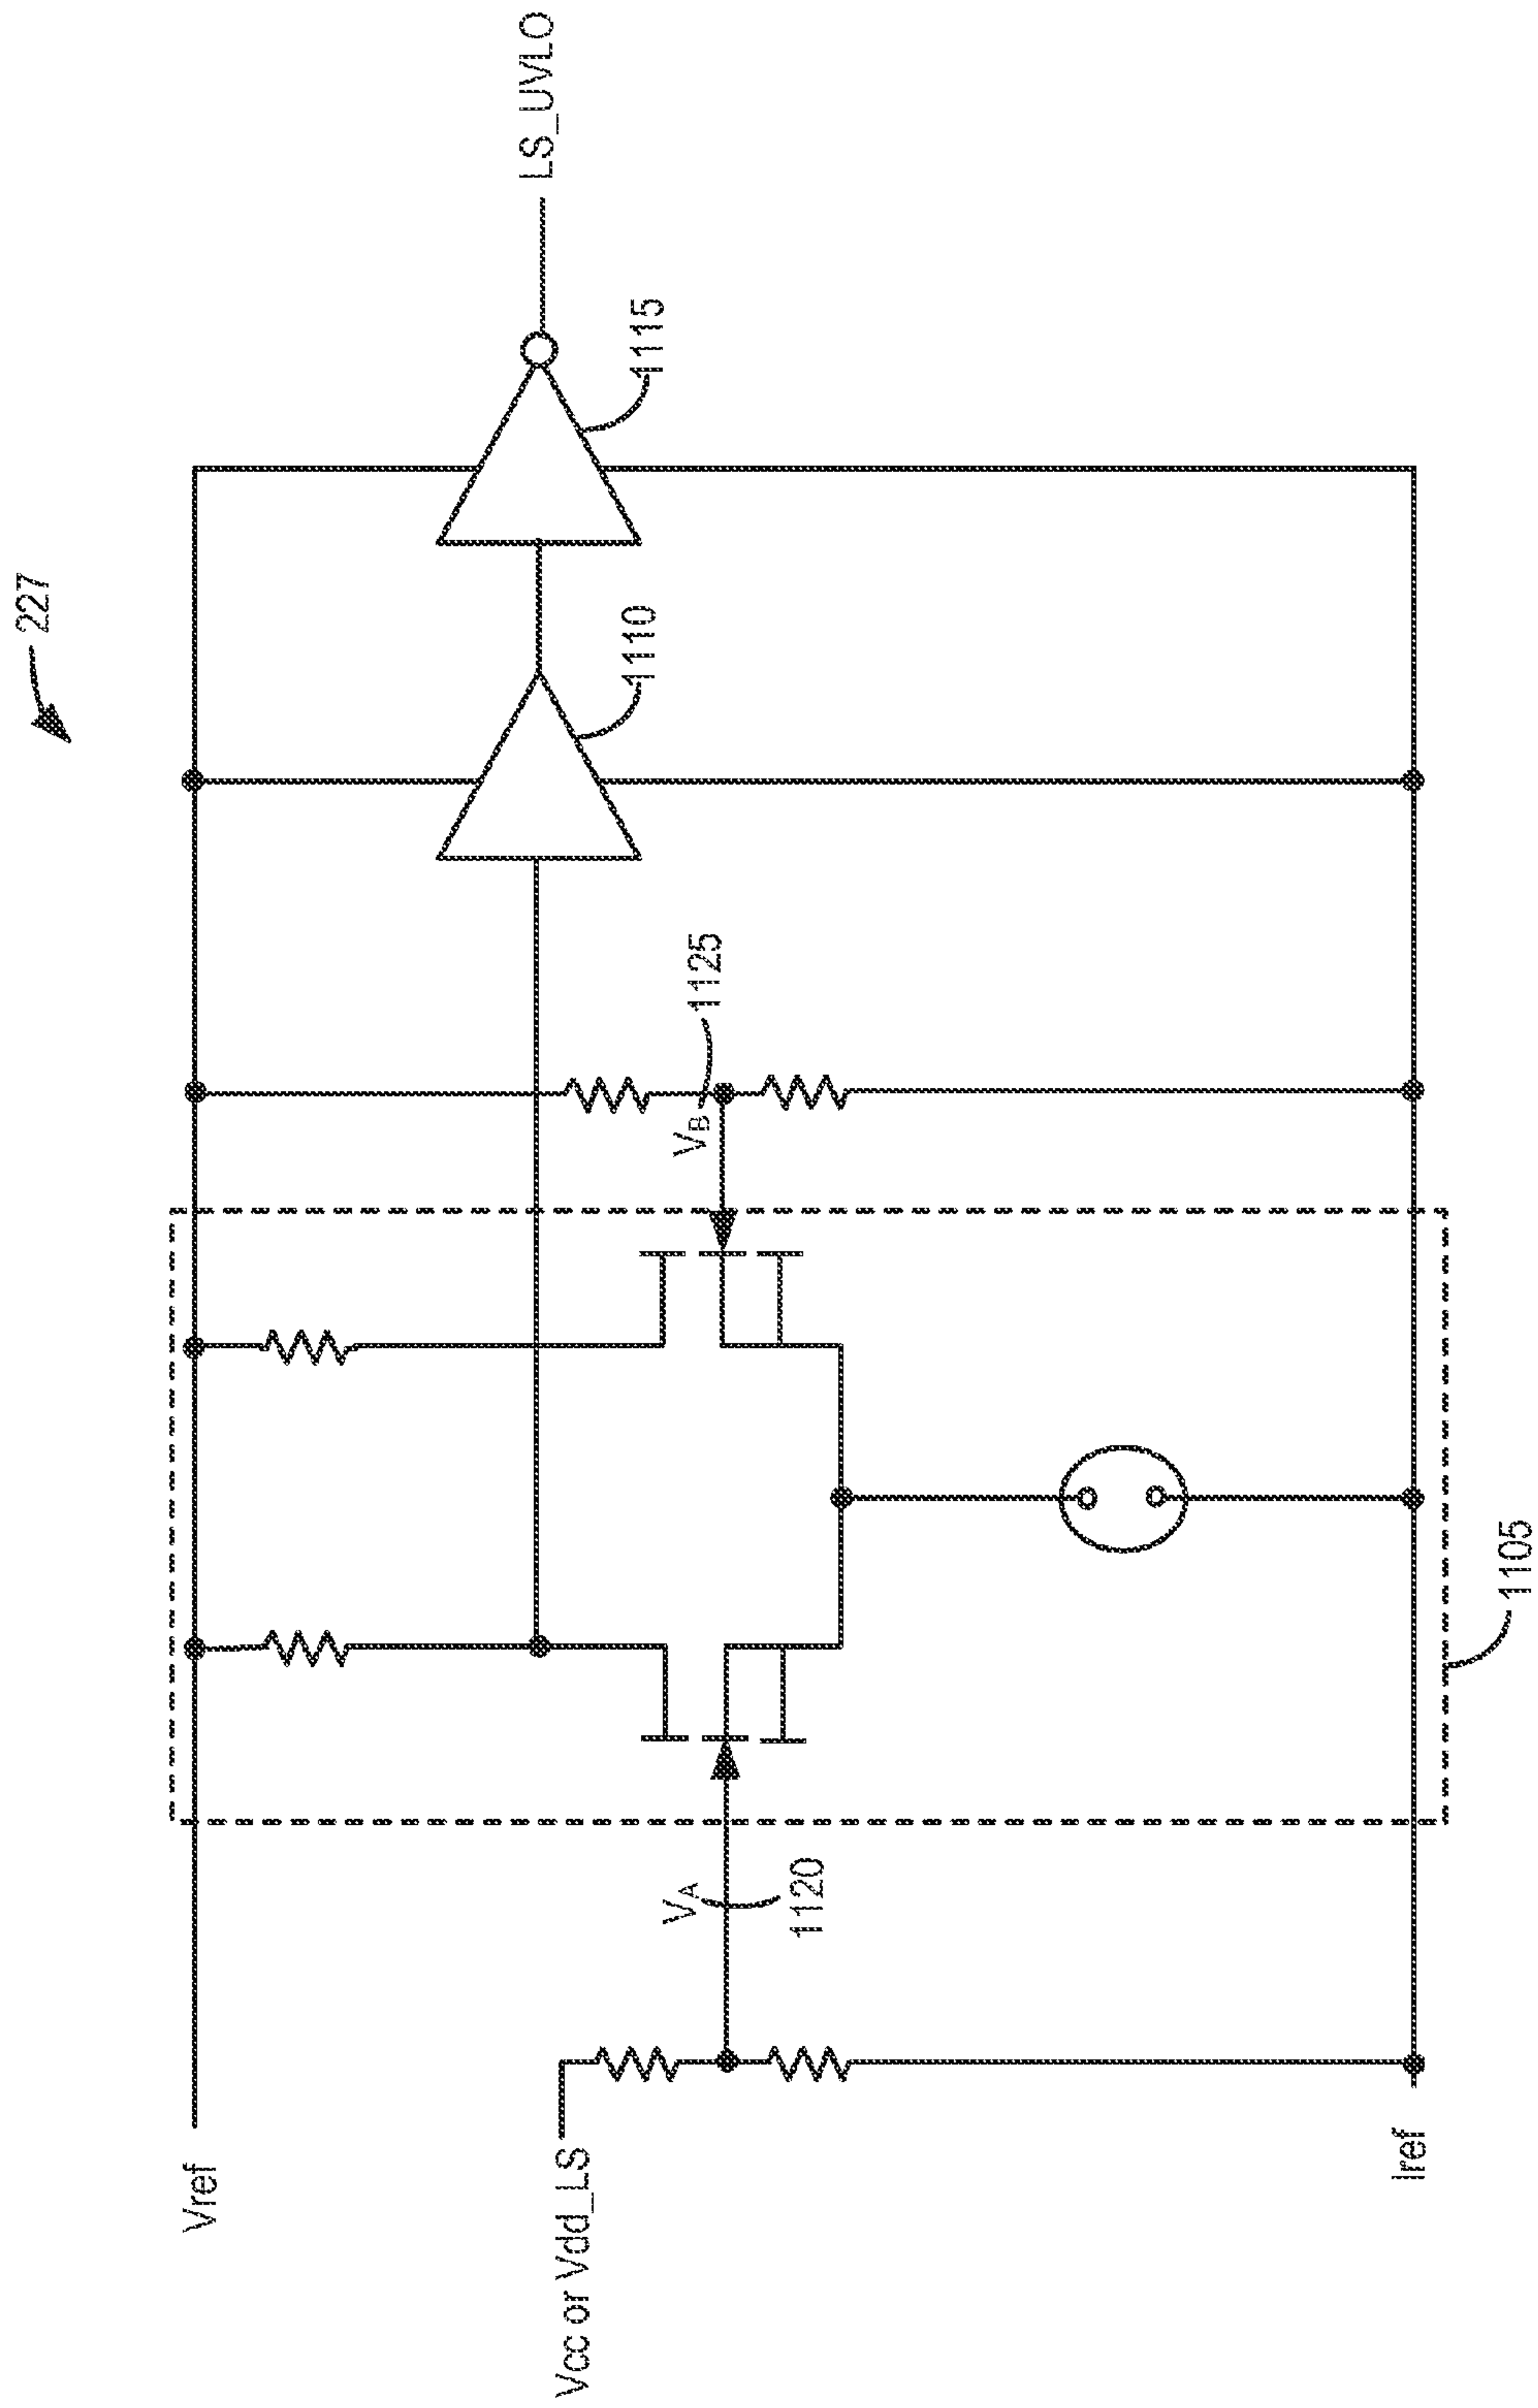 227
Vref
Vcc or Vdd_LS
Iref
VA
1120
1105
VB
1125
1110
1115
LS_UVLO